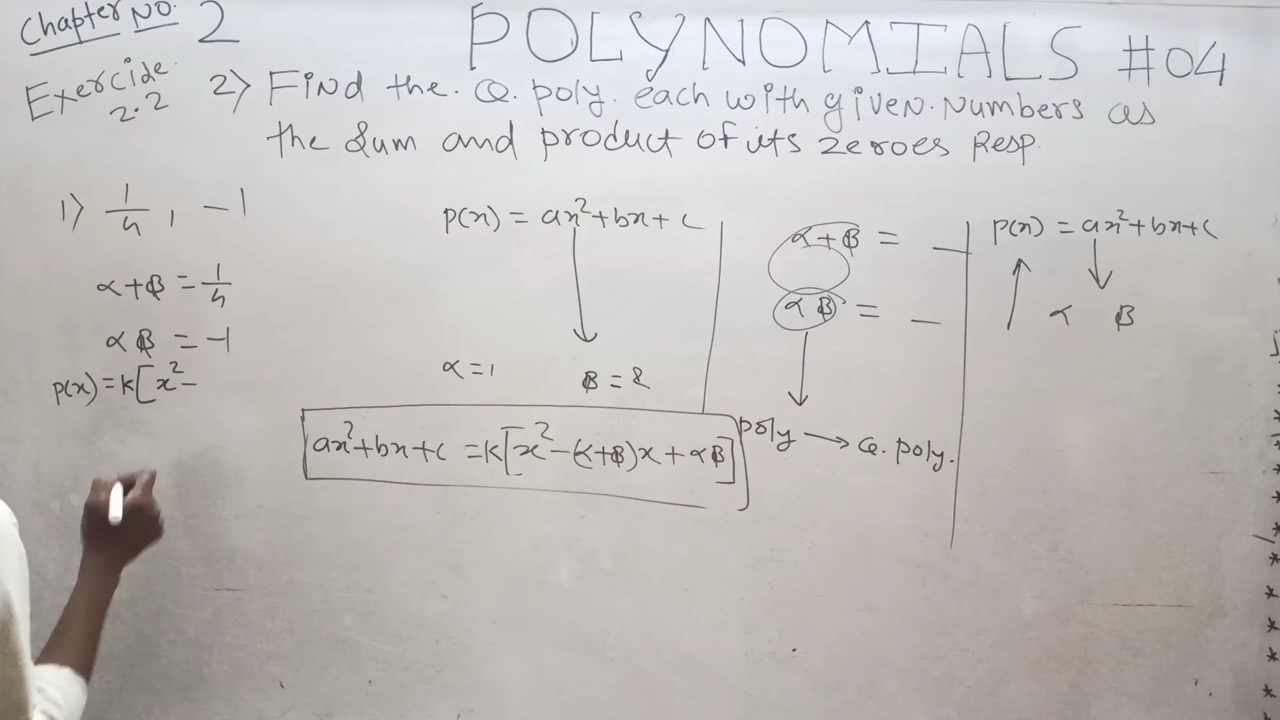 Chapter No. 2
POLYNOMIALS #04
Exercide 2.2
2) Find the. Q. poly. each with given. Numbers as
the Sum and product of its zeroes Resp.
1) 1/4, -1
α+β = 1/4
αβ = -1
p(x) = k[x² -
p(x) = ax²+bx+c
α=1 β=2
ax²+bx+c = k[x² - (α+β)x + αβ]
α+β = _
αβ = _
poly → Q. poly.
p(x) = ax²+bx+c
α β